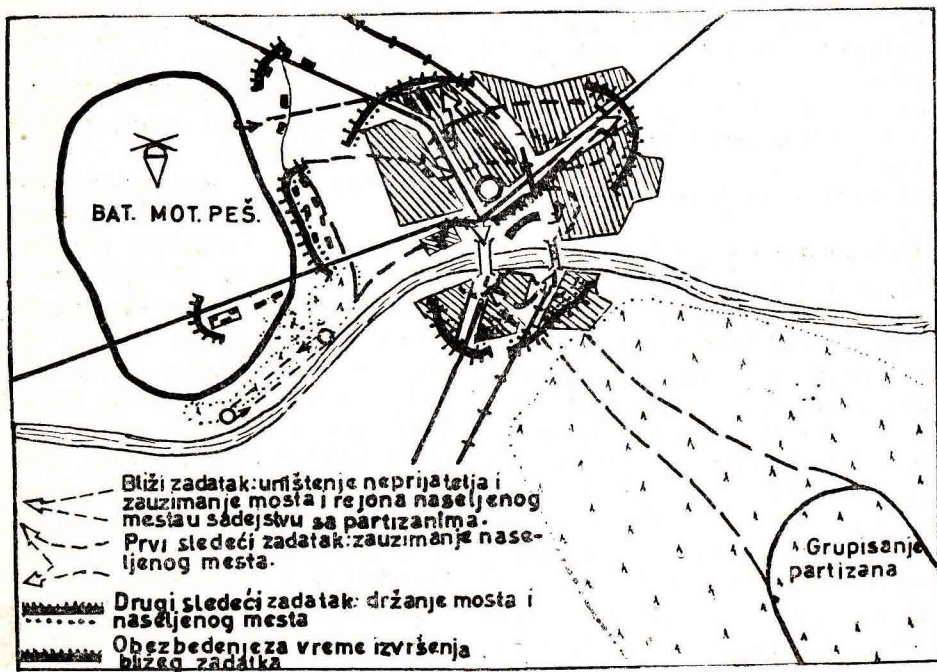 BAT. MOT. PEŠ.
Bliži zadatak: uništenje neprijatelja i
zauzimanje mosta i rejona naseljenog
mesta u sadejstvu sa partizanima.
Prvi sledeći zadatak: zauzimanje nase-
ljenog mesta.
Drugi sledeći zadatak: držanje mosta i
naseljenog mesta
Obezbeđenje za vreme izvršenja
bližeg zadatka
Grupisanje
partizana